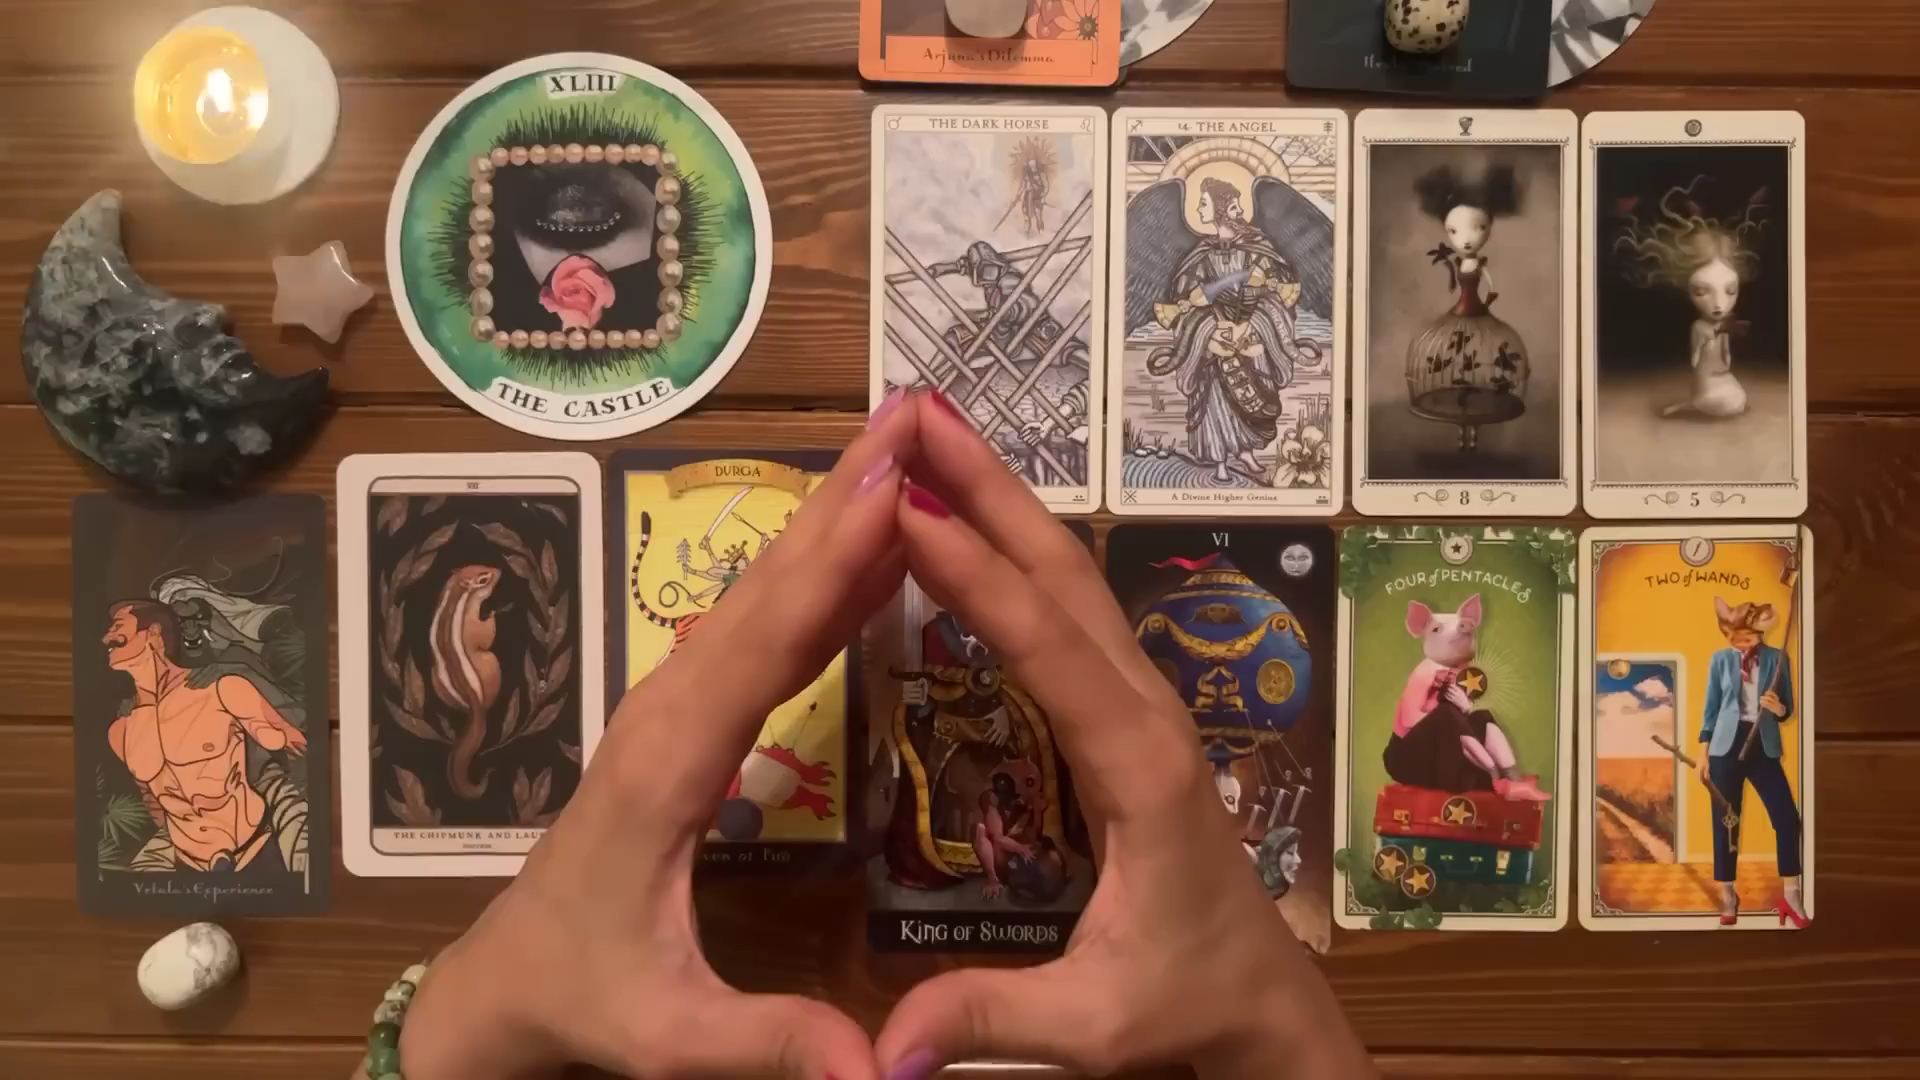 XLIII
THE CASTLE
Arjuna's Dilemma
THE DARK HORSE
14 THE ANGEL
A Divine Higher Genius
8
5
Vetala's Experience
VII
THE CHIPMUNK AND
DURGA
KING OF SWORDS
VI
FOUR of PENTACLES
TWO of WANDS